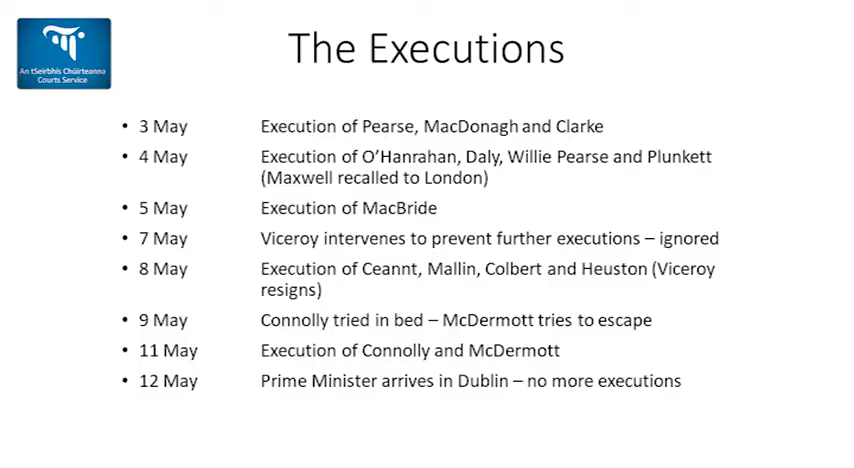 An tSeirbhís Chúirteanna
Courts Service
The Executions
• 3 May Execution of Pearse, MacDonagh and Clarke
• 4 May Execution of O’Hanrahan, Daly, Willie Pearse and Plunkett
(Maxwell recalled to London)
• 5 May Execution of MacBride
• 7 May Viceroy intervenes to prevent further executions – ignored
• 8 May Execution of Ceannt, Mallin, Colbert and Heuston (Viceroy
resigns)
• 9 May Connolly tried in bed – McDermott tries to escape
• 11 May Execution of Connolly and McDermott
• 12 May Prime Minister arrives in Dublin – no more executions